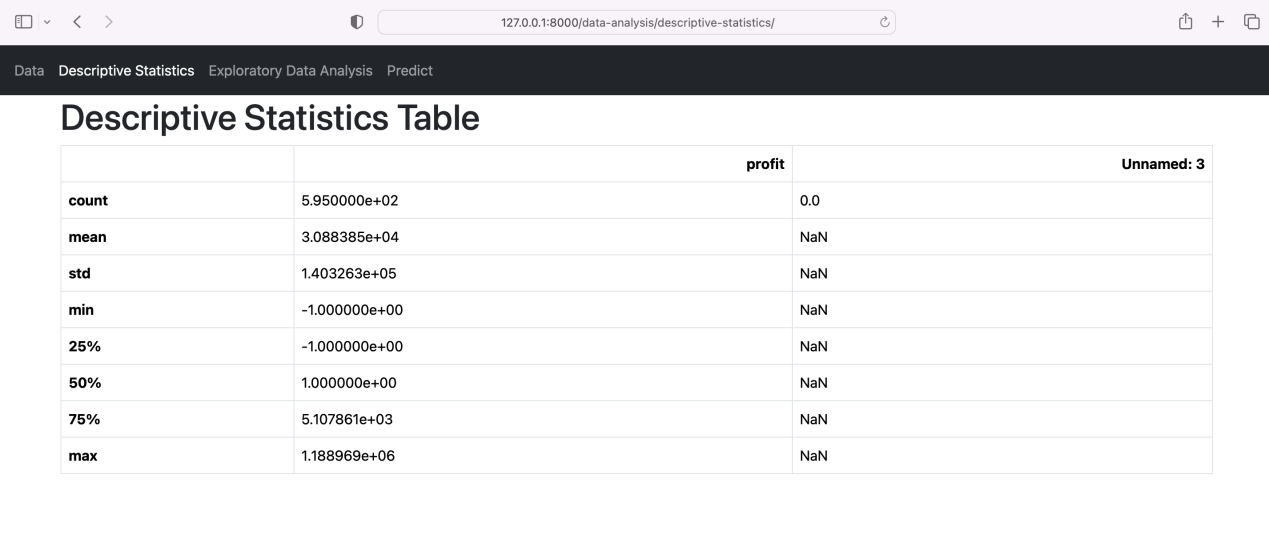 127.0.0.1:8000/data-analysis/descriptive-statistics/
Data Descriptive Statistics Exploratory Data Analysis Predict
Descriptive Statistics Table
profit Unnamed: 3
count 5.950000e+02 0.0
mean 3.088385e+04 NaN
std 1.403263e+05 NaN
min -1.000000e+00 NaN
25% -1.000000e+00 NaN
50% 1.000000e+00 NaN
75% 5.107861e+03 NaN
max 1.188969e+06 NaN